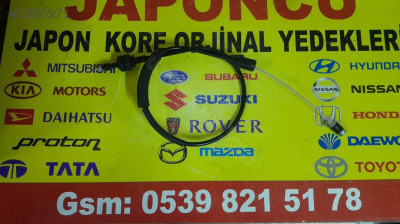 JAPONCU
JAPON KORE ORJİNAL YEDEKLERİ
MITSUBISHI
SUBARU
HYUNDAI
KIA MOTORS
SUZUKI
NISSAN
DAIHATSU
ROVER
HONDA
proton
mazda
DAEWOO
TATA
TOYOTA
Gsm: 0539 821 51 78